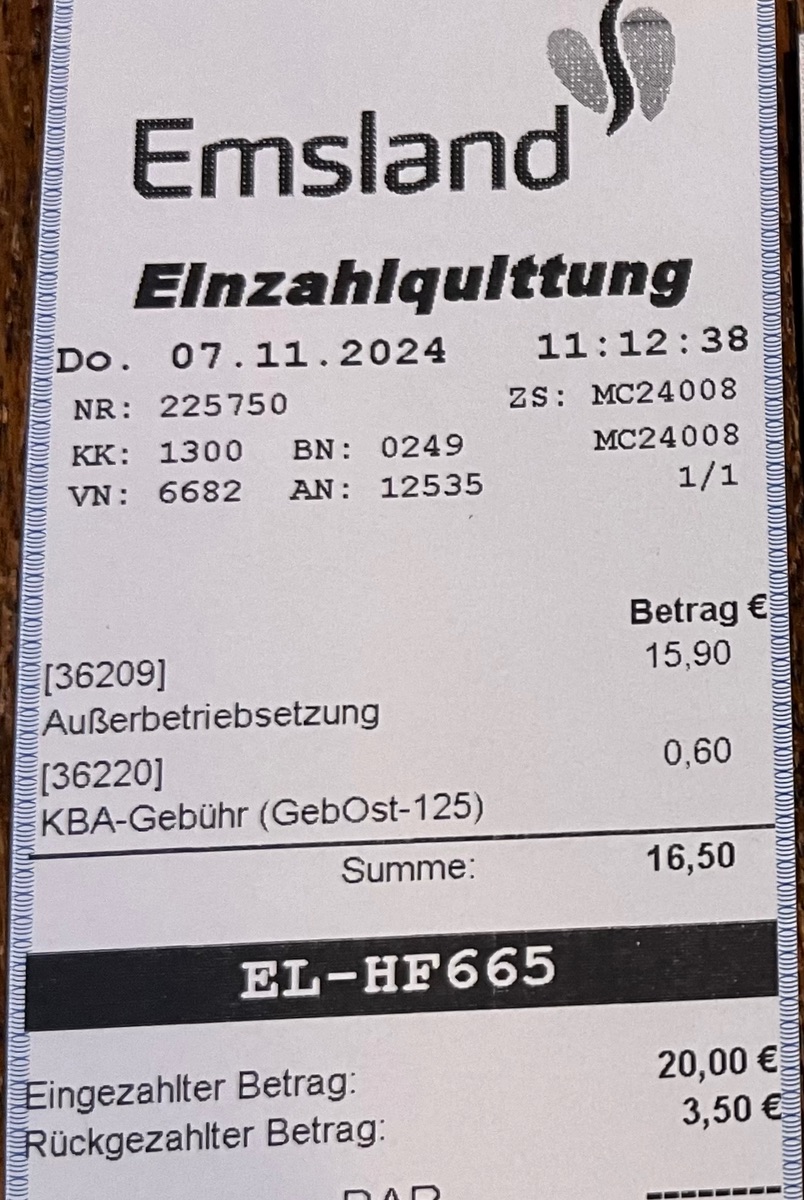 Emsland
Einzahlquittung
Do. 07.11.2024 11:12:38
NR: 225750 ZS: MC24008
KK: 1300 BN: 0249 MC24008
VN: 6682 AN: 12535 1/1
Betrag €
[36209] 15,90
Außerbetriebsetzung
[36220] 0,60
KBA-Gebühr (GebOst-125)
Summe: 16,50
EL-HF665
Eingezahlter Betrag: 20,00 €
Rückgezahlter Betrag: 3,50 €
BAR --------